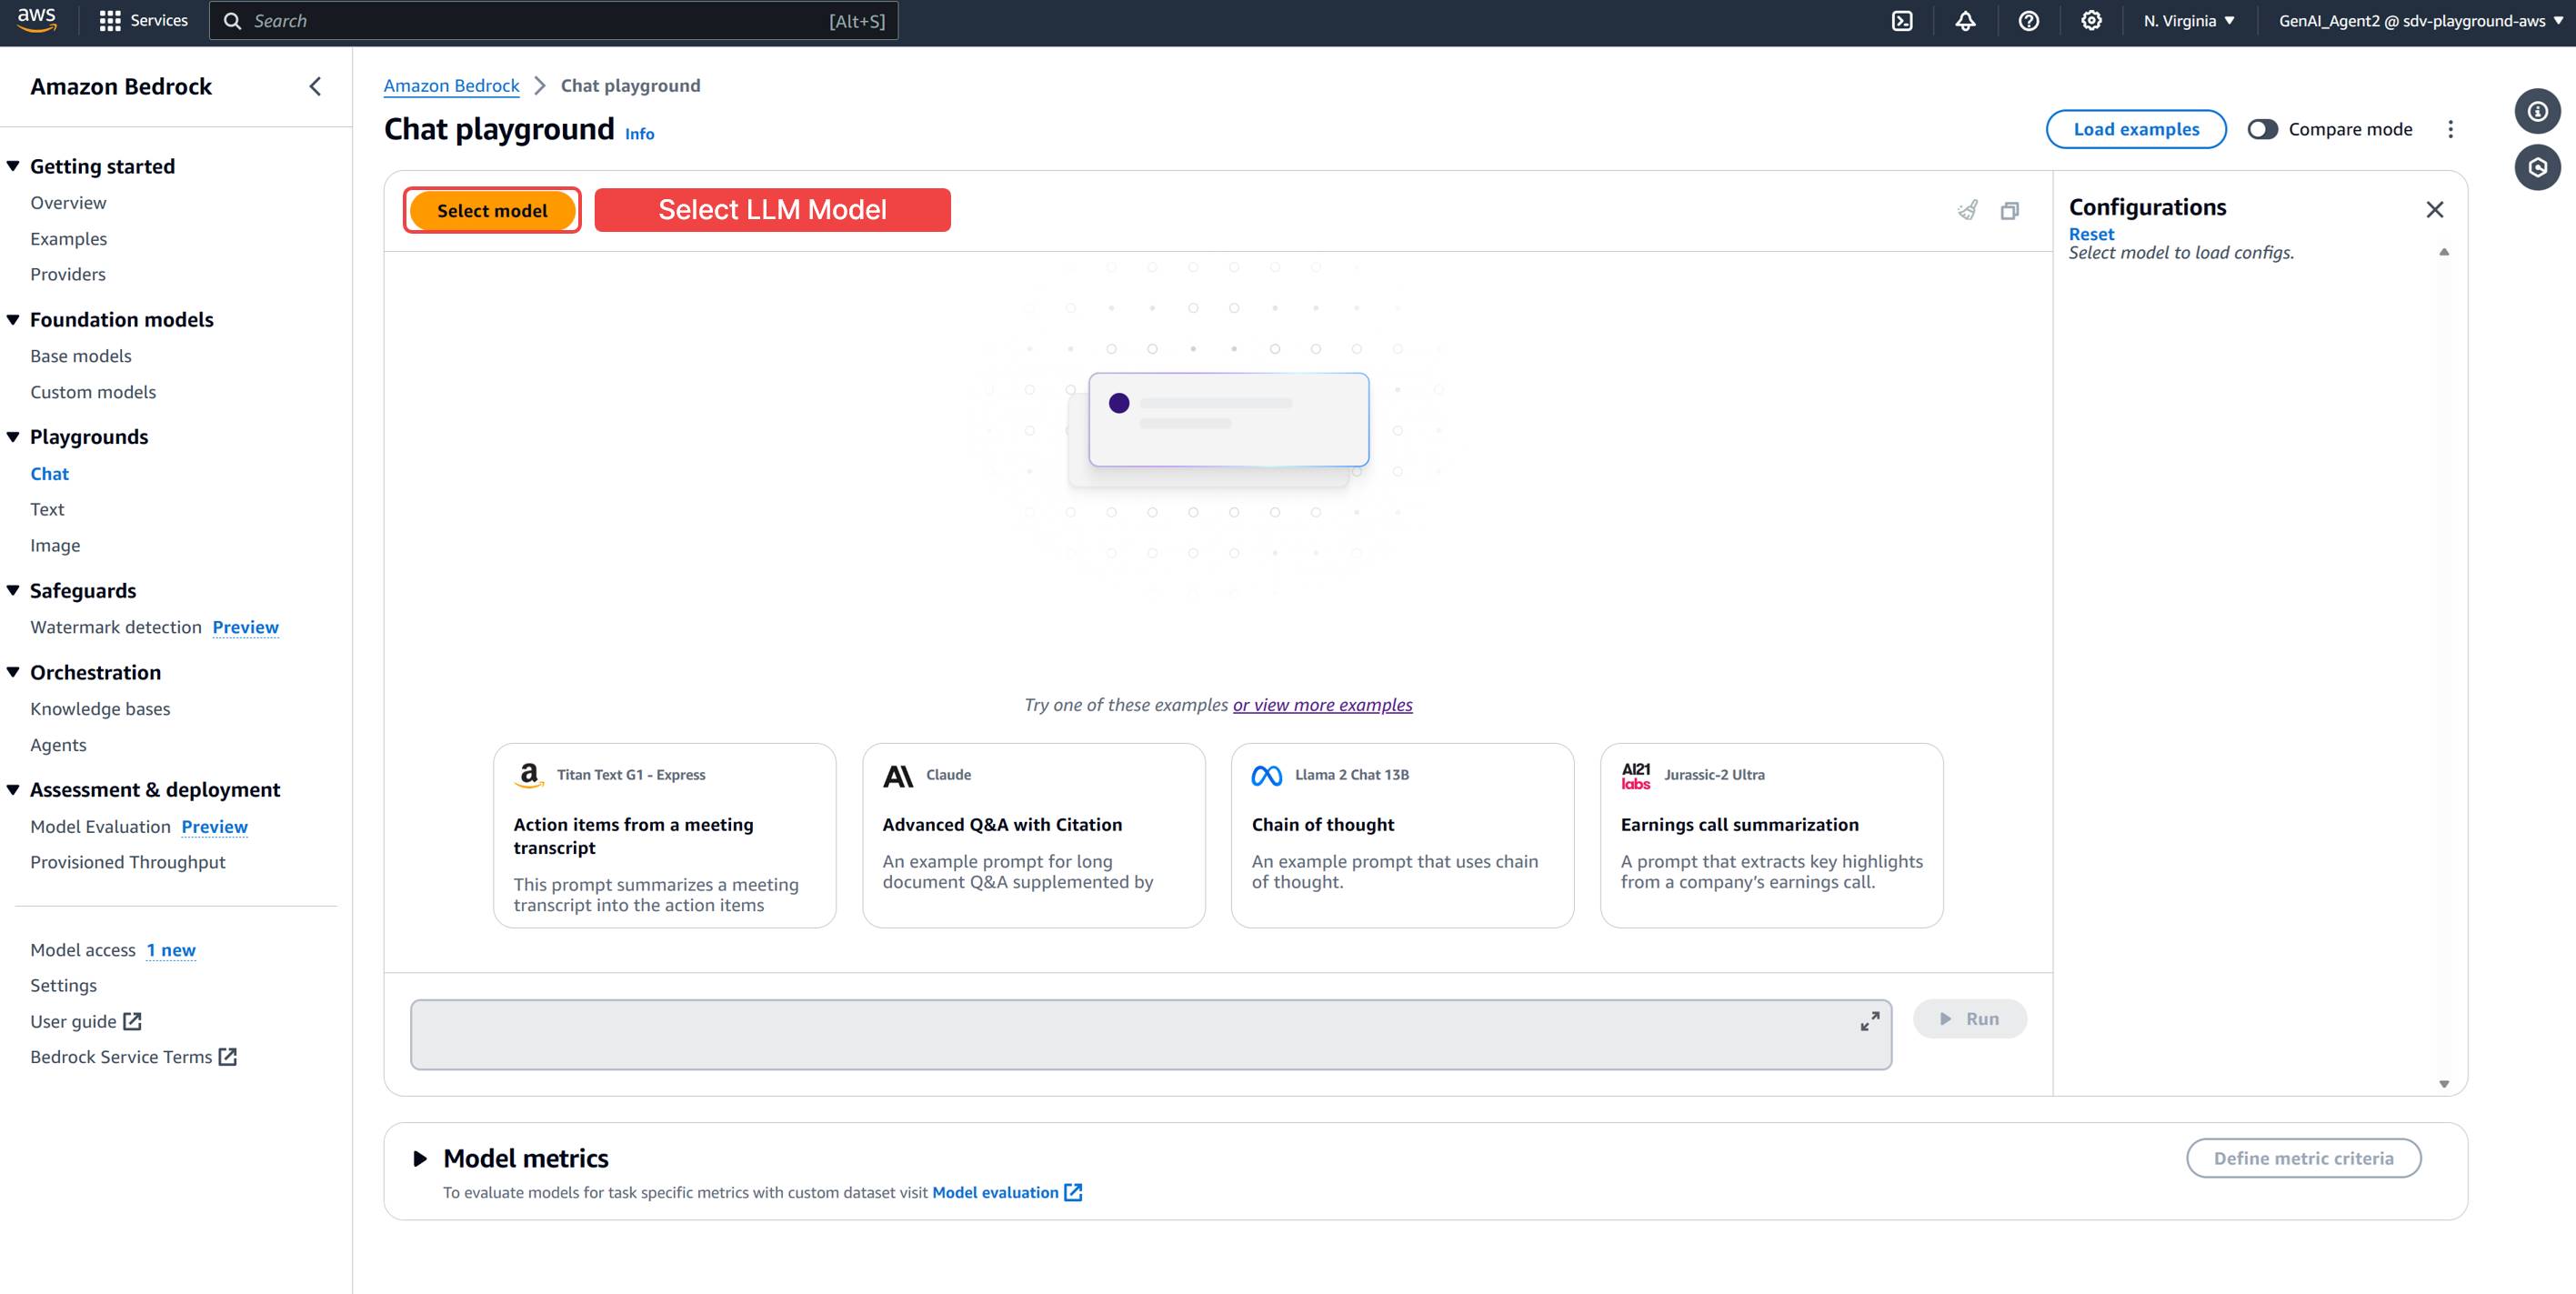 aws
Services
Search
[Alt+S]
N. Virginia
GenAI_Agent2 @ sdv-playground-aws
Amazon Bedrock
Getting started
Overview
Examples
Providers
Foundation models
Base models
Custom models
Playgrounds
Chat
Text
Image
Safeguards
Watermark detection Preview
Orchestration
Knowledge bases
Agents
Assessment & deployment
Model Evaluation Preview
Provisioned Throughput
Model access 1 new
Settings
User guide
Bedrock Service Terms
Amazon Bedrock > Chat playground
Chat playground Info
Load examples
Compare mode
Select model
Select LLM Model
Configurations
Reset
Select model to load configs.
Try one of these examples or view more examples
Titan Text G1 - Express
Action items from a meeting
transcript
This prompt summarizes a meeting
transcript into the action items
Claude
Advanced Q&A with Citation
An example prompt for long
document Q&A supplemented by
Llama 2 Chat 13B
Chain of thought
An example prompt that uses chain
of thought.
AI21
labs
Jurassic-2 Ultra
Earnings call summarization
A prompt that extracts key highlights
from a company's earnings call.
Run
Model metrics
To evaluate models for task specific metrics with custom dataset visit Model evaluation
Define metric criteria